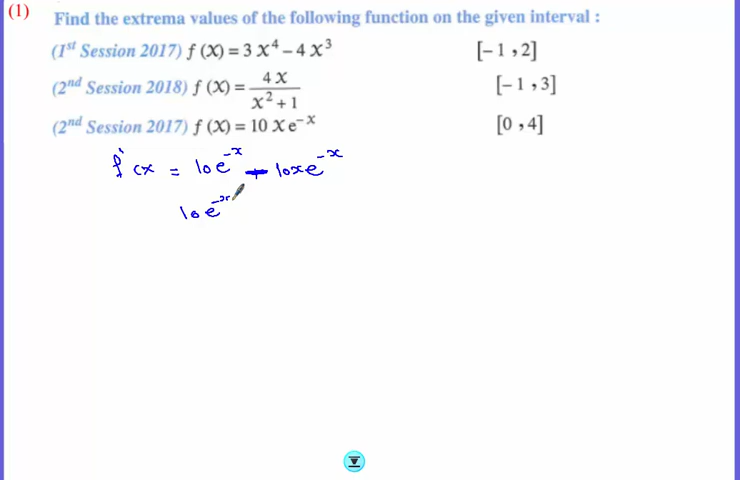 (1) Find the extrema values of the following function on the given interval :
(1st Session 2017) f (X) = 3 X⁴ – 4 X³ [– 1 , 2]
(2nd Session 2018) f (X) = 4 X / X² + 1 [– 1 , 3]
(2nd Session 2017) f (X) = 10 X e⁻ˣ [0 , 4]
f'(x = 10e⁻ˣ - 10xe⁻ˣ
10e⁻ˣ